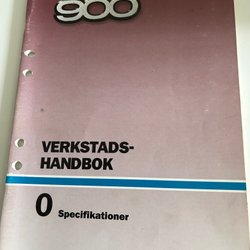 900
VERKSTADS-
HANDBOK
0 Specifikationer